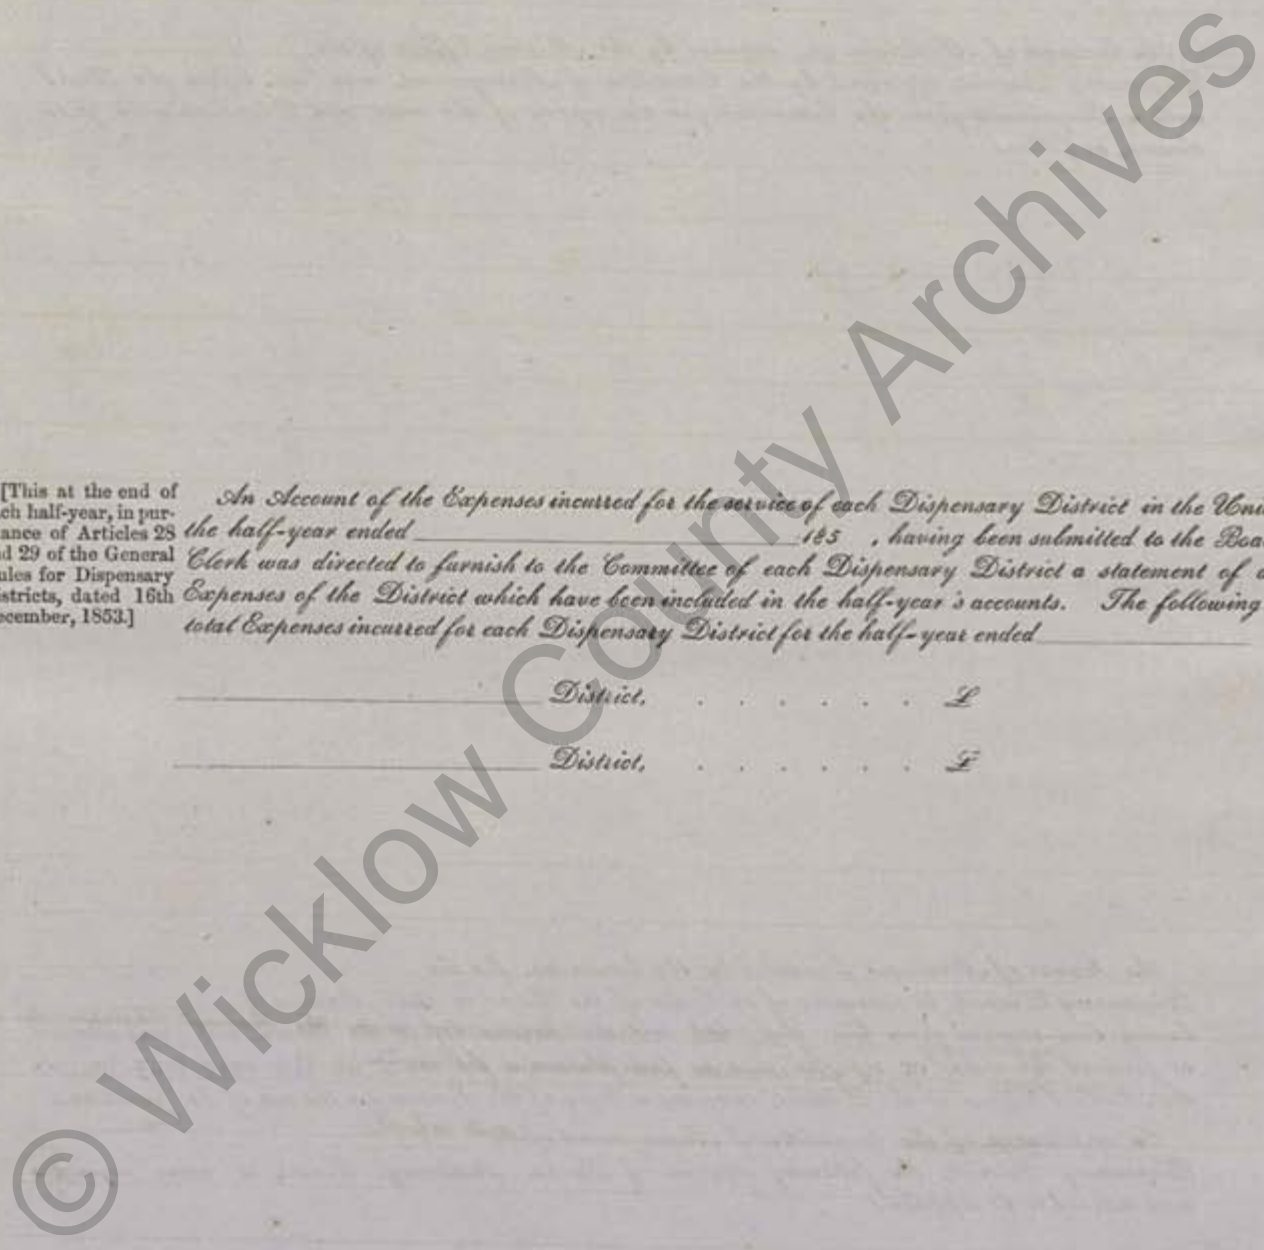 [This at the end of
ch half-year, in pur-
ance of Articles 28
d 29 of the General
ules for Dispensary
stricts, dated 16th
ecember, 1853.]
An Account of the Expenses incurred for the service of each Dispensary District in the Uni
the half-year ended 185 , having been submitted to the Boa
Clerk was directed to furnish to the Committee of each Dispensary District a statement of
Expenses of the District which have been included in the half-year's accounts. The following
total Expenses incurred for each Dispensary District for the half-year ended
District, . . . . . . £
District, . . . . . . £
© Wicklow County Archives